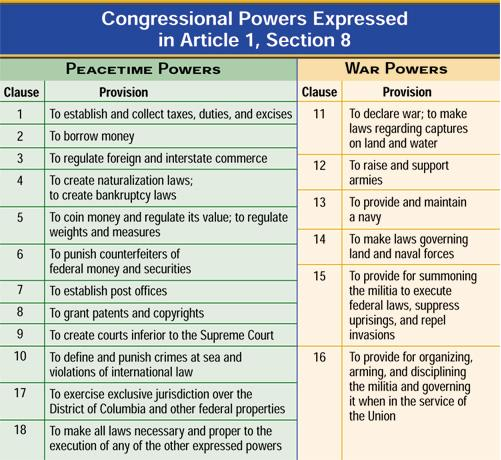 Congressional Powers Expressed
in Article 1, Section 8
PEACETIME POWERS
Clause Provision
1 To establish and collect taxes, duties, and excises
2 To borrow money
3 To regulate foreign and interstate commerce
4 To create naturalization laws;
to create bankruptcy laws
5 To coin money and regulate its value; to regulate
weights and measures
6 To punish counterfeiters of
federal money and securities
7 To establish post offices
8 To grant patents and copyrights
9 To create courts inferior to the Supreme Court
10 To define and punish crimes at sea and
violations of international law
17 To exercise exclusive jurisdiction over the
District of Columbia and other federal properties
18 To make all laws necessary and proper to the
execution of any of the other expressed powers
WAR POWERS
Clause Provision
11 To declare war; to make
laws regarding captures
on land and water
12 To raise and support
armies
13 To provide and maintain
a navy
14 To make laws governing
land and naval forces
15 To provide for summoning
the militia to execute
federal laws, suppress
uprisings, and repel
invasions
16 To provide for organizing,
arming, and disciplining
the militia and governing
it when in the service of
the Union